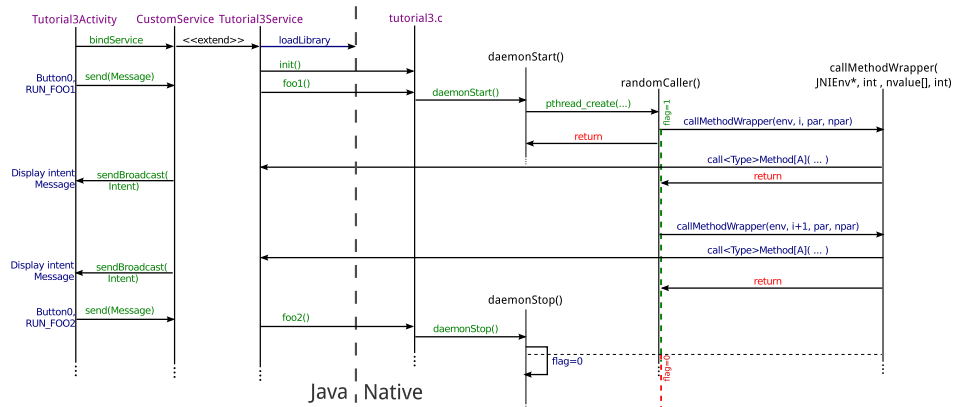 Tutorial3Activity CustomService Tutorial3Service tutorial3.c
bindService <<extend>> loadLibrary
daemonStart()
init()
callMethodWrapper(
JNIEnv*, int , nvalue[], int)
randomCaller()
Button0,
RUN_FOO1
send(Message)
foo1()
daemonStart()
pthread_create(...)
flag=1
callMethodWrapper(env, i, par, npar)
return
call<Type>Method[A]( ... )
Display intent
Message
sendBroadcast(
Intent)
return
callMethodWrapper(env, i+1, par, npar)
call<Type>Method[A]( ... )
Display intent
Message
sendBroadcast(
Intent)
return
daemonStop()
Button0,
RUN_FOO2
send(Message)
foo2()
daemonStop()
flag=0
flag=0
Java Native